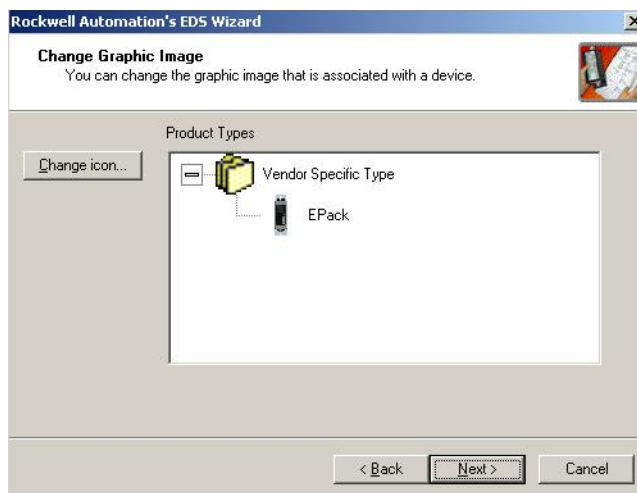 Rockwell Automation's EDS Wizard
Change Graphic Image
You can change the graphic image that is associated with a device.
Product Types
Change icon...
Vendor Specific Type
EPack
< Back
Next >
Cancel